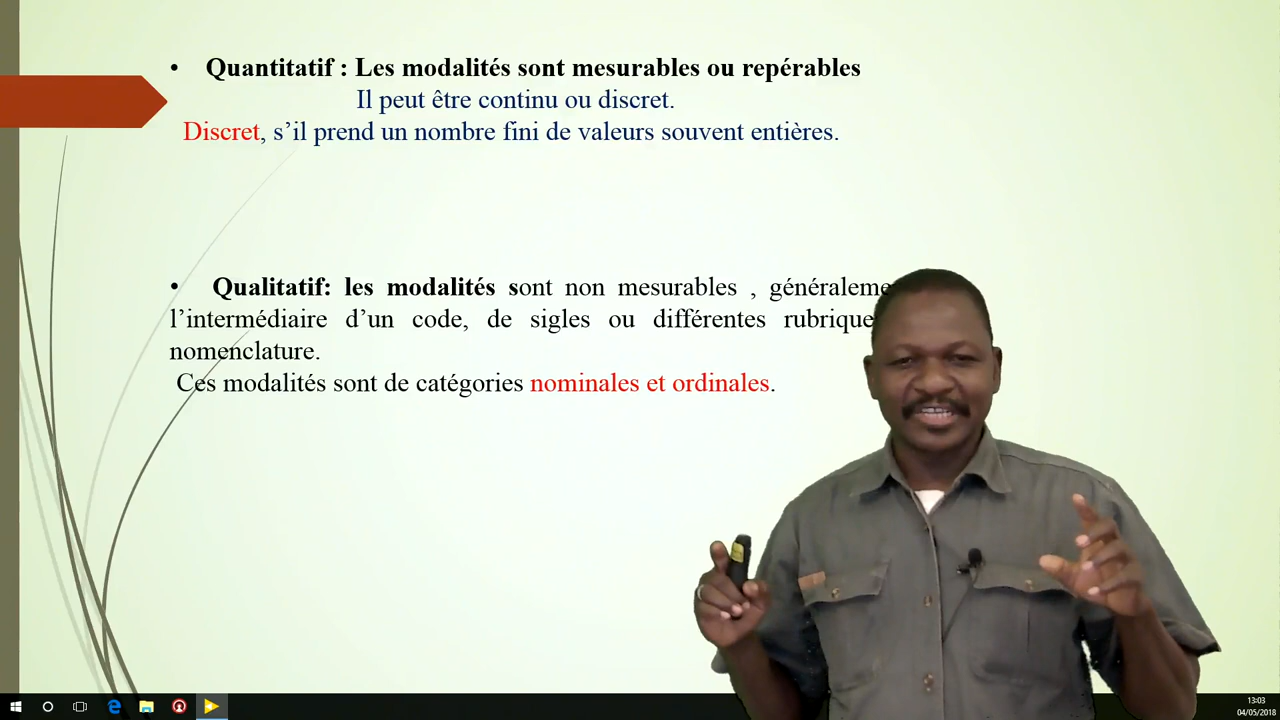 • Quantitatif : Les modalités sont mesurables ou repérables
Il peut être continu ou discret.
Discret, s’il prend un nombre fini de valeurs souvent entières.
• Qualitatif: les modalités sont non mesurables , généraleme
l’intermédiaire d’un code, de sigles ou différentes rubrique
nomenclature.
Ces modalités sont de catégories nominales et ordinales.
13:03
04/05/2018